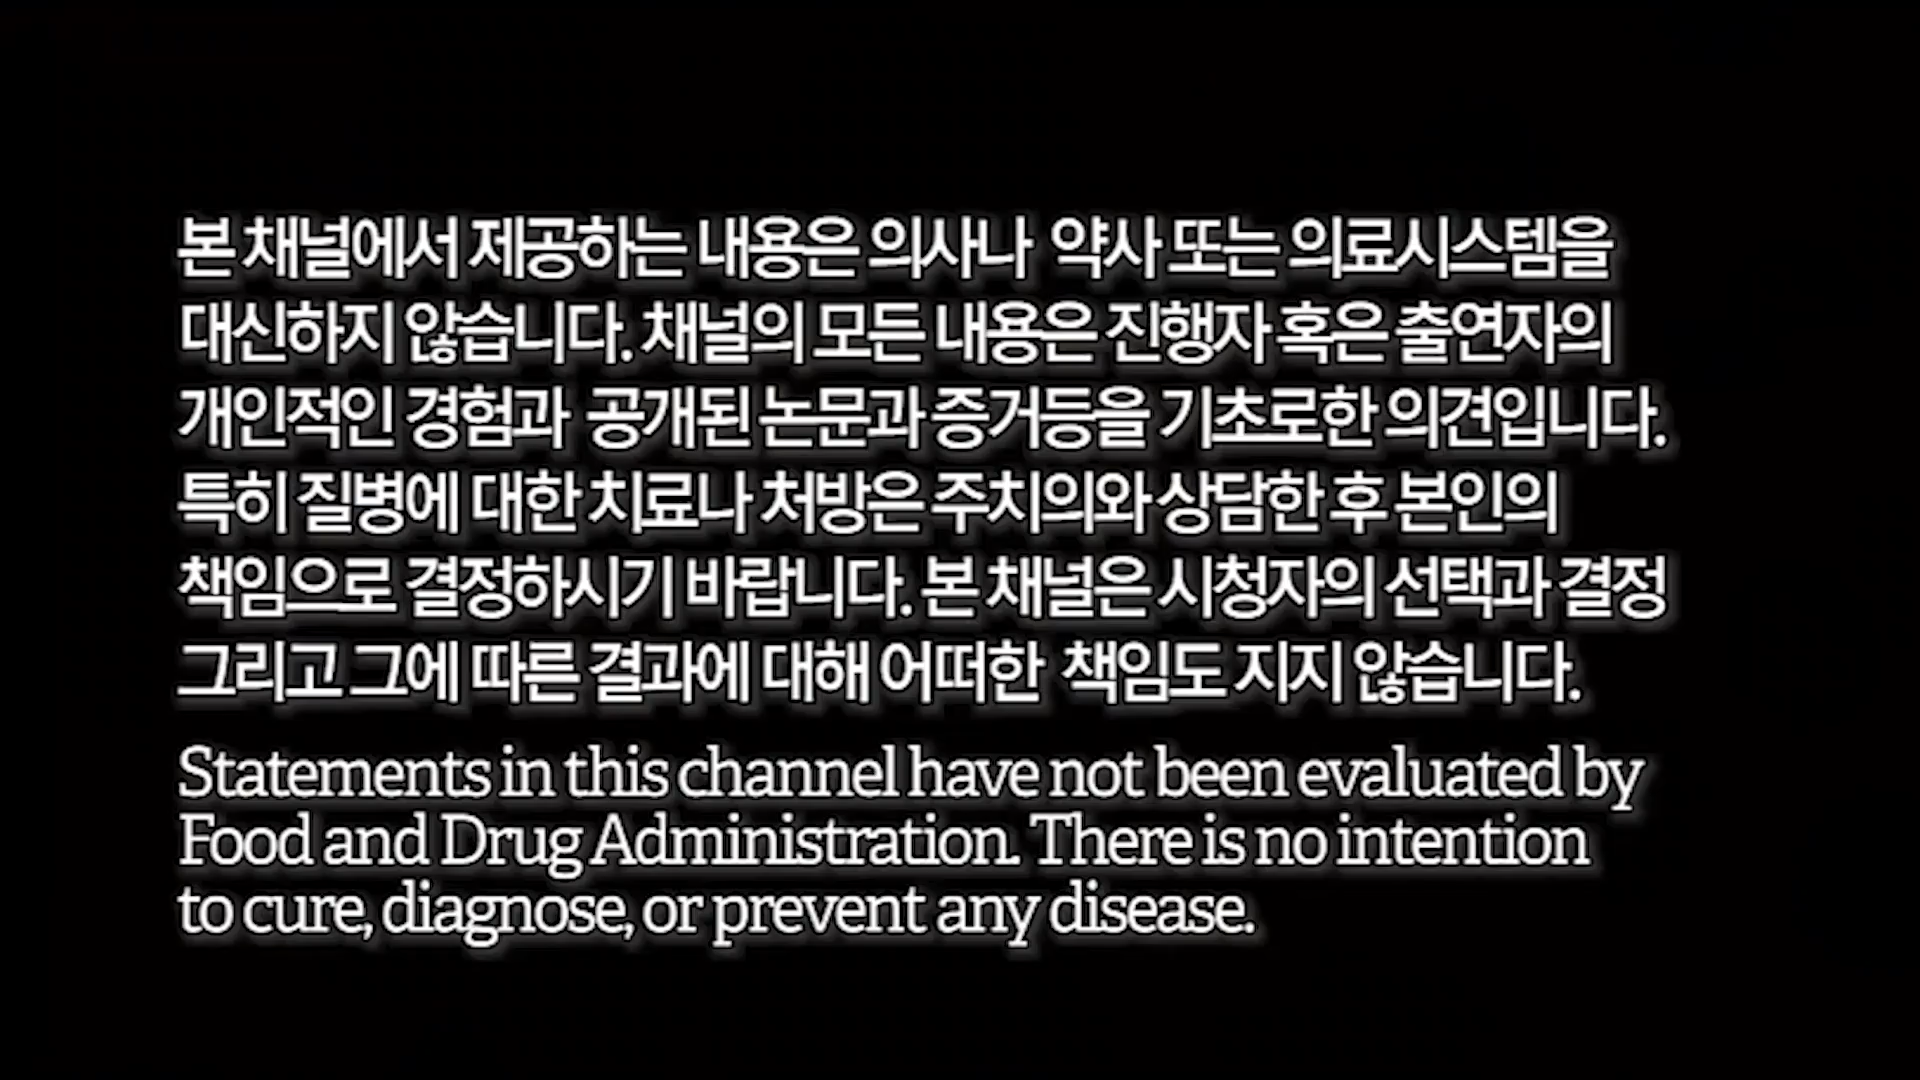 본 채널에서 제공하는 내용은 의사나 약사 또는 의료시스템을
대신하지 않습니다. 채널의 모든 내용은 진행자 혹은 출연자의
개인적인 경험과 공개된 논문과 증거등을 기초로한 의견입니다.
특히 질병에 대한 치료나 처방은 주치의와 상담한 후 본인의
책임으로 결정하시기 바랍니다. 본 채널은 시청자의 선택과 결정
그리고 그에 따른 결과에 대해 어떠한 책임도 지지 않습니다.
Statements in this channel have not been evaluated by
Food and Drug Administration. There is no intention
to cure, diagnose, or prevent any disease.